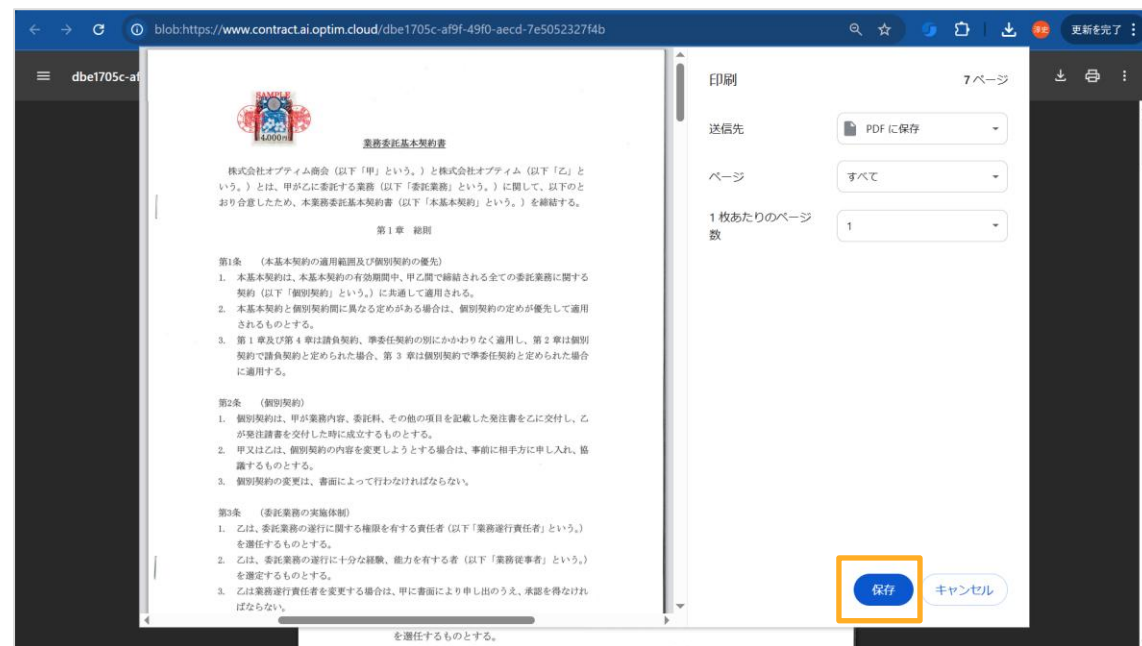 blob:https://www.contract.ai.optim.cloud/dbe1705c-af9f-49f0-aecd-7e5052327f4b
更新を完了
dbe1705c-af
印刷
7 ページ
送信先
PDF に保存
ページ
すべて
1 枚あたりのページ
数
1
保存
キャンセル
SAMPLE
4,000円
業務委託基本契約書
株式会社オプティム商会（以下「甲」という。）と株式会社オプティム（以下「乙」と
いう。）とは、甲が乙に委託する業務（以下「委託業務」という。）に関して、以下のと
おり合意したため、本業務委託基本契約書（以下「本基本契約」という。）を締結する。
第１章　総則
第1条　（本基本契約の適用範囲及び個別契約の優先）
1.　本基本契約は、本基本契約の有効期間中、甲乙間で締結される全ての委託業務に関する
契約（以下「個別契約」という。）に共通して適用される。
2.　本基本契約と個別契約間に異なる定めがある場合は、個別契約の定めが優先して適用
されるものとする。
3.　第１章及び第４章は請負契約、準委任契約の別にかかわりなく適用し、第２章は個別
契約で請負契約と定められた場合、第３章は個別契約で準委任契約と定められた場合
に適用する。
第2条　（個別契約）
1.　個別契約は、甲が業務内容、委託料、その他の項目を記載した発注書を乙に交付し、乙
が発注請書を交付した時に成立するものとする。
2.　甲又は乙は、個別契約の内容を変更しようとする場合は、事前に相手方に申し入れ、協
議するものとする。
3.　個別契約の変更は、書面によって行わなければならない。
第3条　（委託業務の実施体制）
1.　乙は、委託業務の遂行に関する権限を有する責任者（以下「業務遂行責任者」という。）
を選任するものとする。
2.　乙は、委託業務の遂行に十分な経験、能力を有する者（以下「業務従事者」という。）
を選定するものとする。
3.　乙は業務遂行責任者を変更する場合は、甲に書面により申し出のうえ、承認を得なけれ
ばならない。
を選任するものとする。